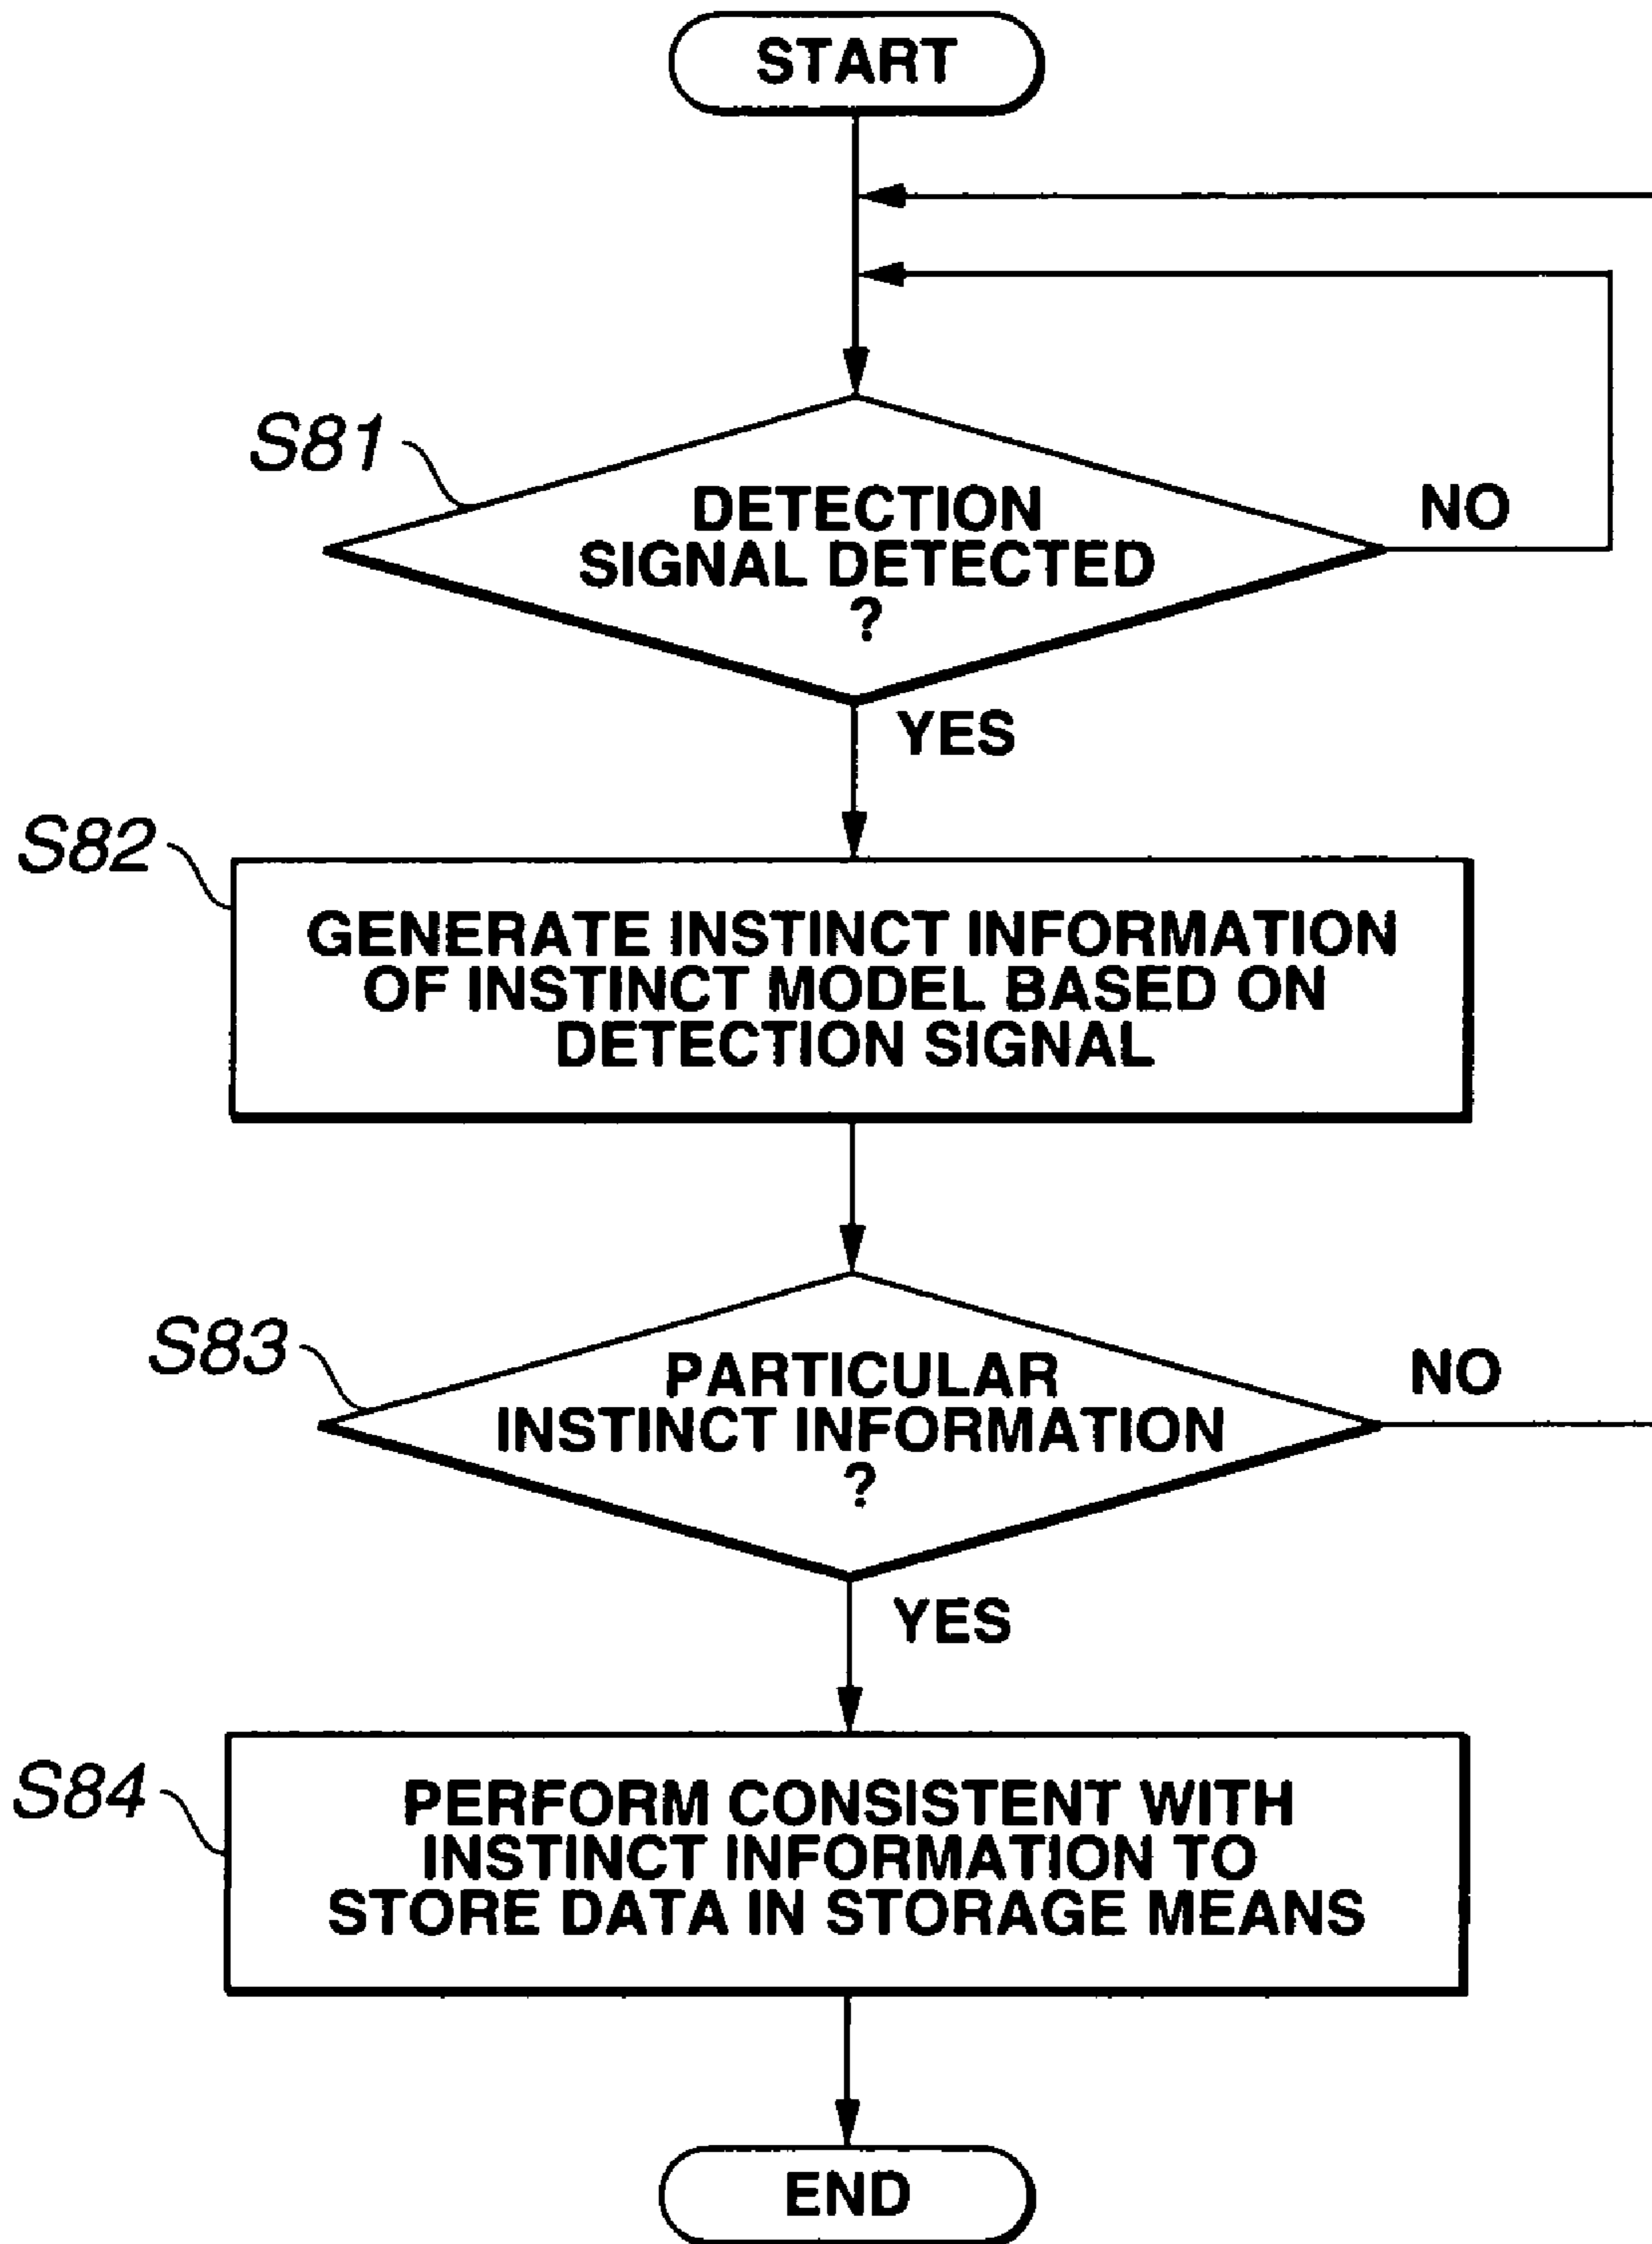 START
S81
DETECTION
SIGNAL DETECTED
?
NO
YES
S82
GENERATE INSTINCT INFORMATION
OF INSTINCT MODEL BASED ON
DETECTION SIGNAL
S83
PARTICULAR
INSTINCT INFORMATION
?
NO
YES
S84
PERFORM CONSISTENT WITH
INSTINCT INFORMATION TO
STORE DATA IN STORAGE MEANS
END